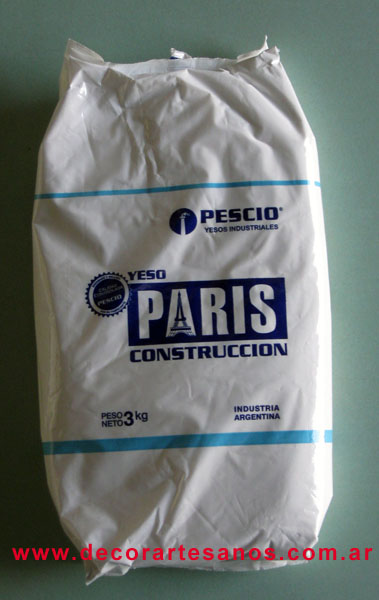 PESCIO®
YESOS INDUSTRIALES
YESO
PESCIO
PARIS
CONSTRUCCION
PESO
NETO 3 kg
INDUSTRIA
ARGENTINA
www.decorartesanos.com.ar